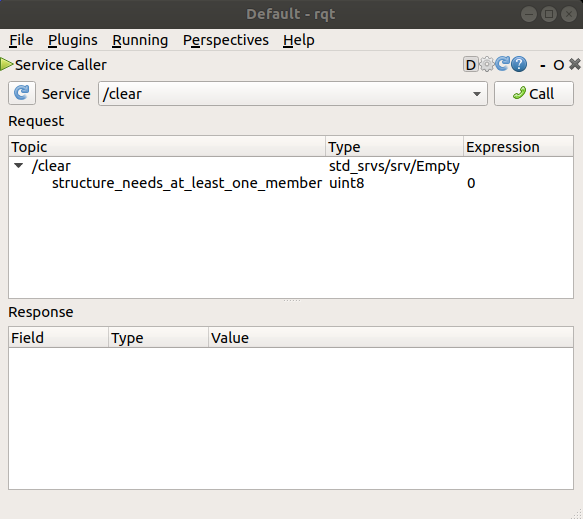 Default - rqt
File Plugins Running Perspectives Help
Service Caller D - O
Service /clear Call
Request
Topic Type Expression
/clear std_srvs/srv/Empty
structure_needs_at_least_one_member uint8 0
Response
Field Type Value